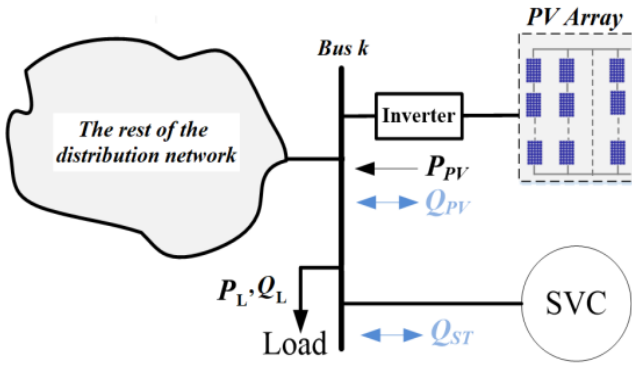 PV Array
Bus k
The rest of the
distribution network
Inverter
P_PV
Q_PV
P_L,Q_L
Load
SVC
Q_ST